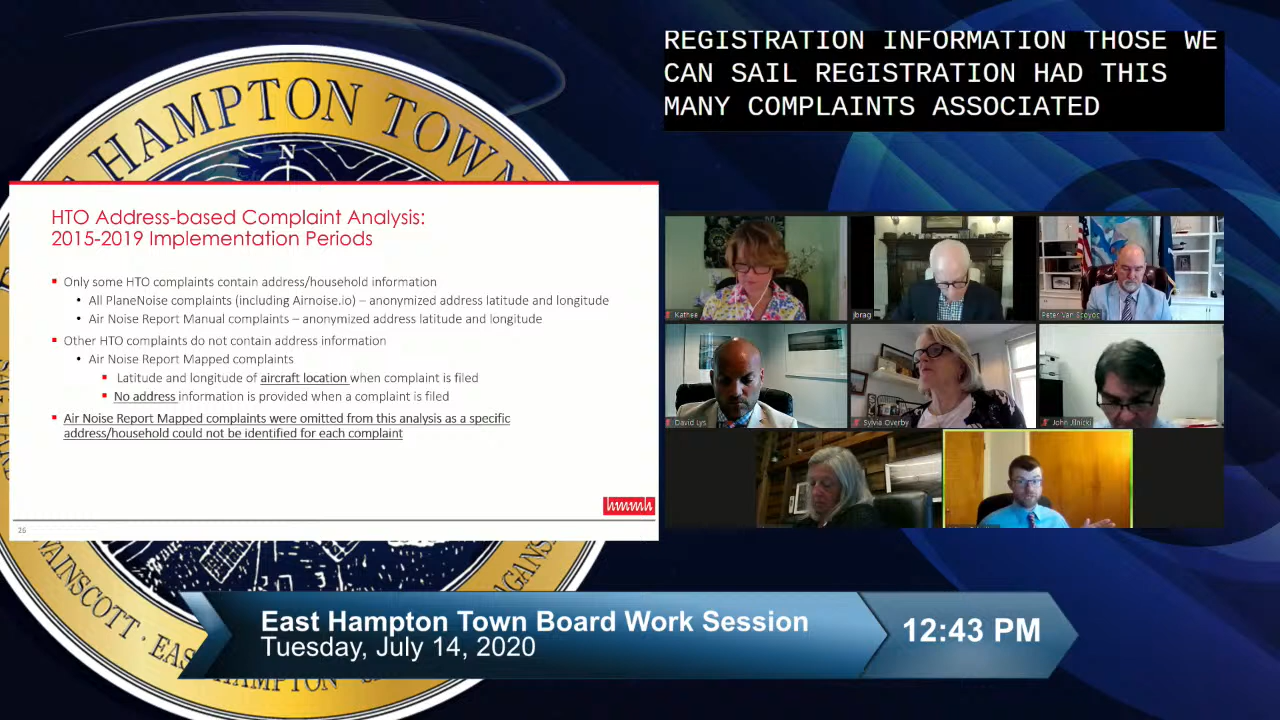 REGISTRATION INFORMATION THOSE WE
CAN SAIL REGISTRATION HAD THIS
MANY COMPLAINTS ASSOCIATED
HAMPTON TOWN
N
HTO Address-based Complaint Analysis:
2015-2019 Implementation Periods
Only some HTO complaints contain address/household information
• All PlaneNoise complaints (including Airnoise.io) – anonymized address latitude and longitude
• Air Noise Report Manual complaints – anonymized address latitude and longitude
Other HTO complaints do not contain address information
• Air Noise Report Mapped complaints
Latitude and longitude of aircraft location when complaint is filed
No address information is provided when a complaint is filed
Air Noise Report Mapped complaints were omitted from this analysis as a specific
address/household could not be identified for each complaint
hmmh
26
Kathee
jbrag
Peter Van Scoyoc
David Lys
Sylvia Overby
John Jilnicki
WAINSCOTT · EAS
East Hampton Town Board Work Session
Tuesday, July 14, 2020
12:43 PM